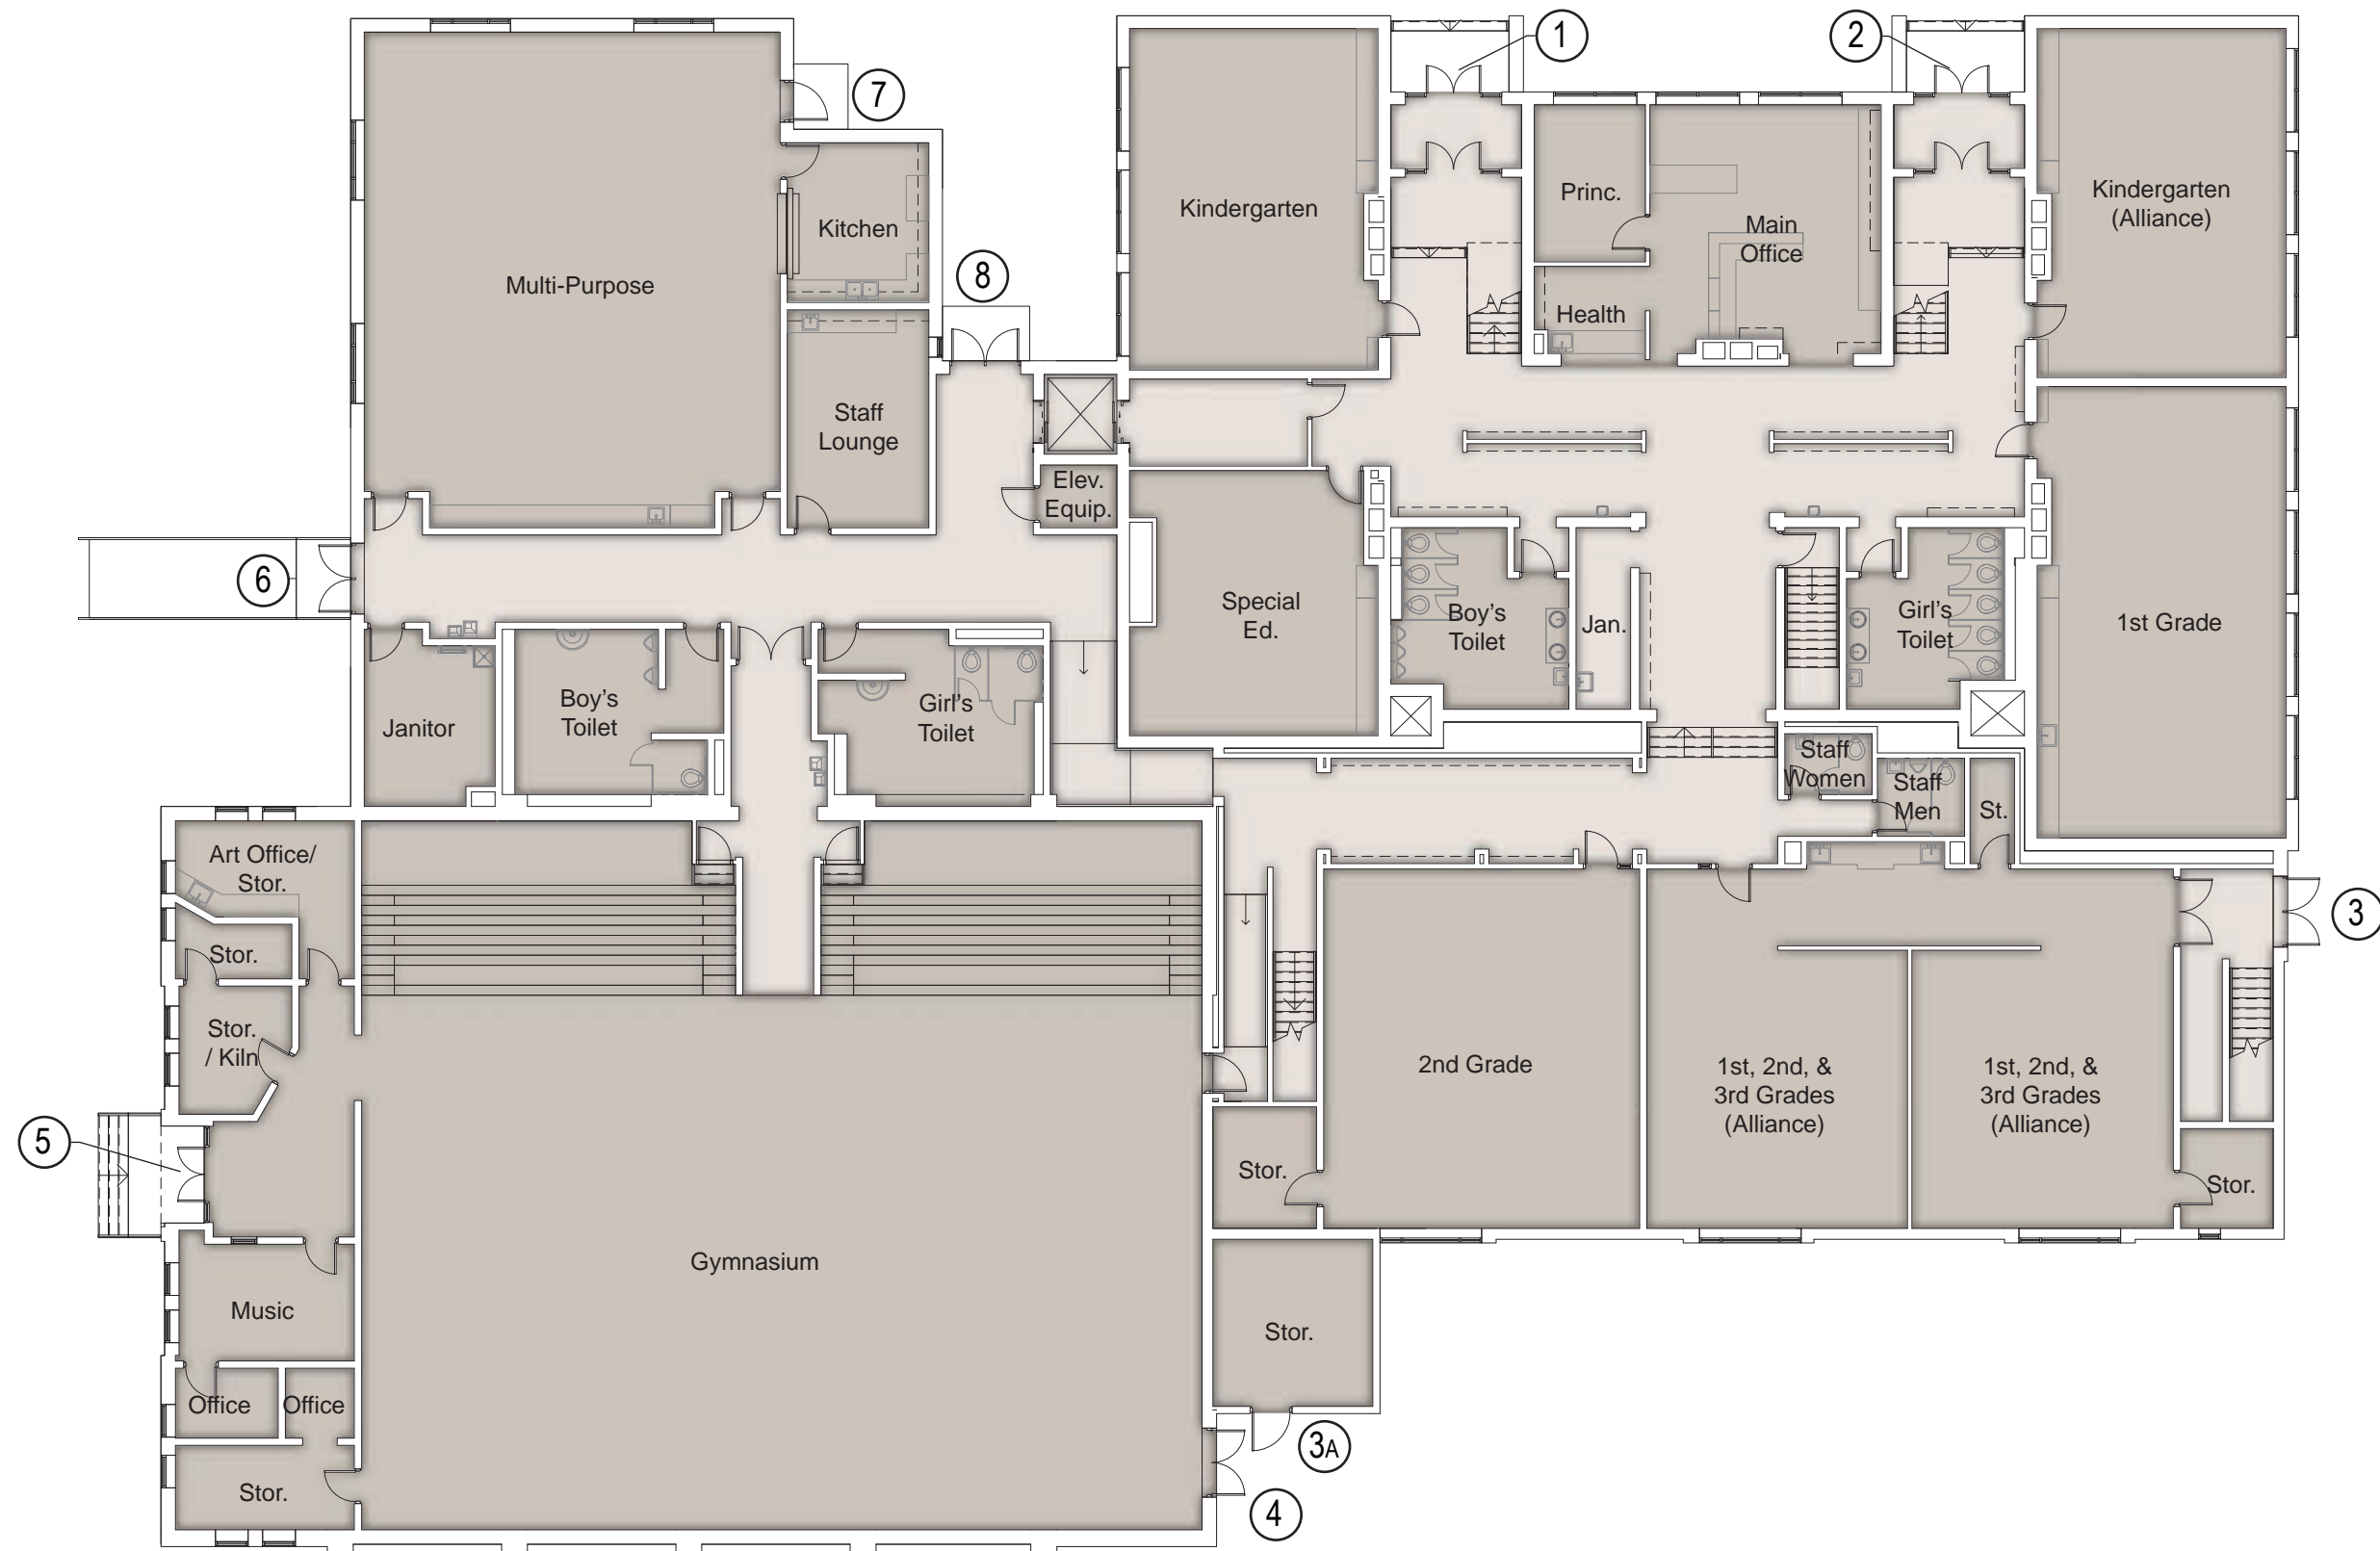 1
2
7
Kindergarten
Princ.
Main
Office
Kindergarten
(Alliance)
Kitchen
Multi-Purpose
8
Health
Staff
Lounge
Elev.
Equip.
6
Special
Ed.
Boy's
Toilet
Jan.
Girl's
Toilet
1st Grade
Janitor
Boy's
Toilet
Girl's
Toilet
Staff
Women
Staff
Men
St.
Art Office/
Stor.
Stor.
3
Stor.
/ Kiln
2nd Grade
1st, 2nd, &
3rd Grades
(Alliance)
1st, 2nd, &
3rd Grades
(Alliance)
5
Stor.
Stor.
Gymnasium
Music
Stor.
Office
Office
3A
Stor.
4